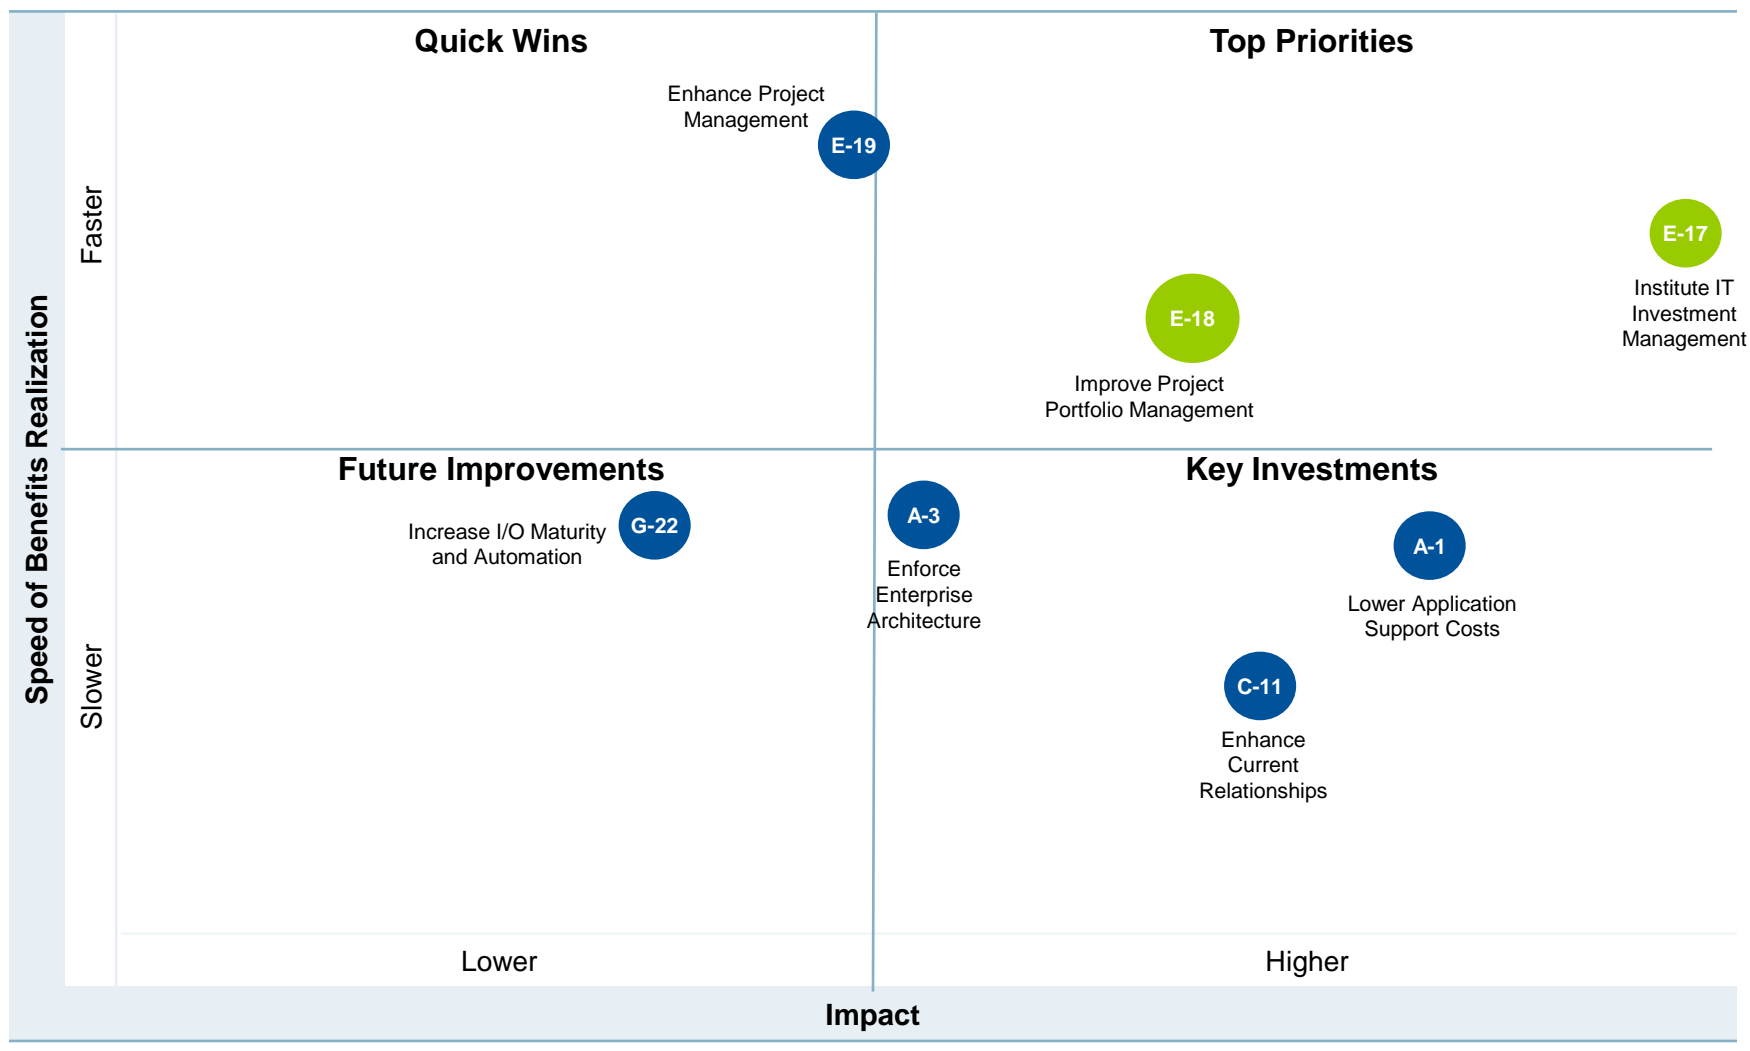 Quick Wins
Top Priorities
Enhance Project
Management
E-19
E-17
Institute IT
Investment
Management
E-18
Improve Project
Portfolio Management
Faster
Speed of Benefits Realization
Slower
Future Improvements
Key Investments
Increase I/O Maturity
and Automation
G-22
A-3
Enforce
Enterprise
Architecture
A-1
Lower Application
Support Costs
C-11
Enhance
Current
Relationships
Lower
Higher
Impact